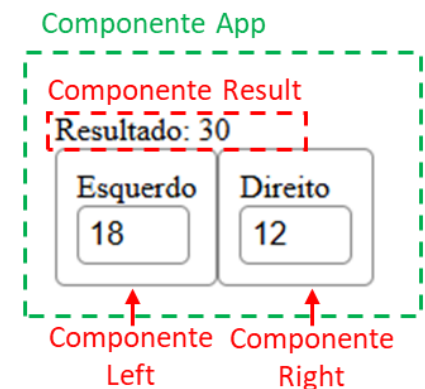 Componente App
Componente Result
Resultado: 30
Esquerdo Direito
18 12
Componente Componente
Left Right